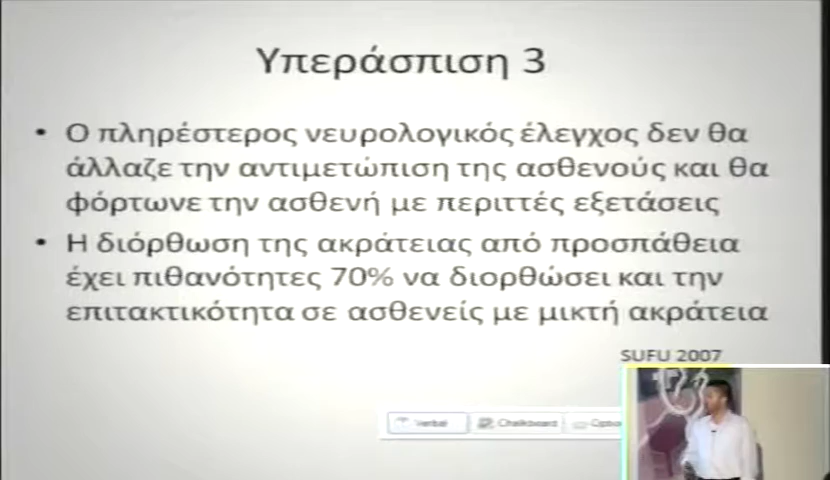 Υπεράσπιση 3
• Ο πληρέστερος νευρολογικός έλεγχος δεν θα
άλλαζε την αντιμετώπιση της ασθενούς και θα
φόρτωνε την ασθενή με περιττές εξετάσεις
• Η διόρθωση της ακράτειας από προσπάθεια
έχει πιθανότητες 70% να διορθώσει και την
επιτακτικότητα σε ασθενείς με μικτή ακράτεια
SUFU 2007
Verbal
Chalkboard